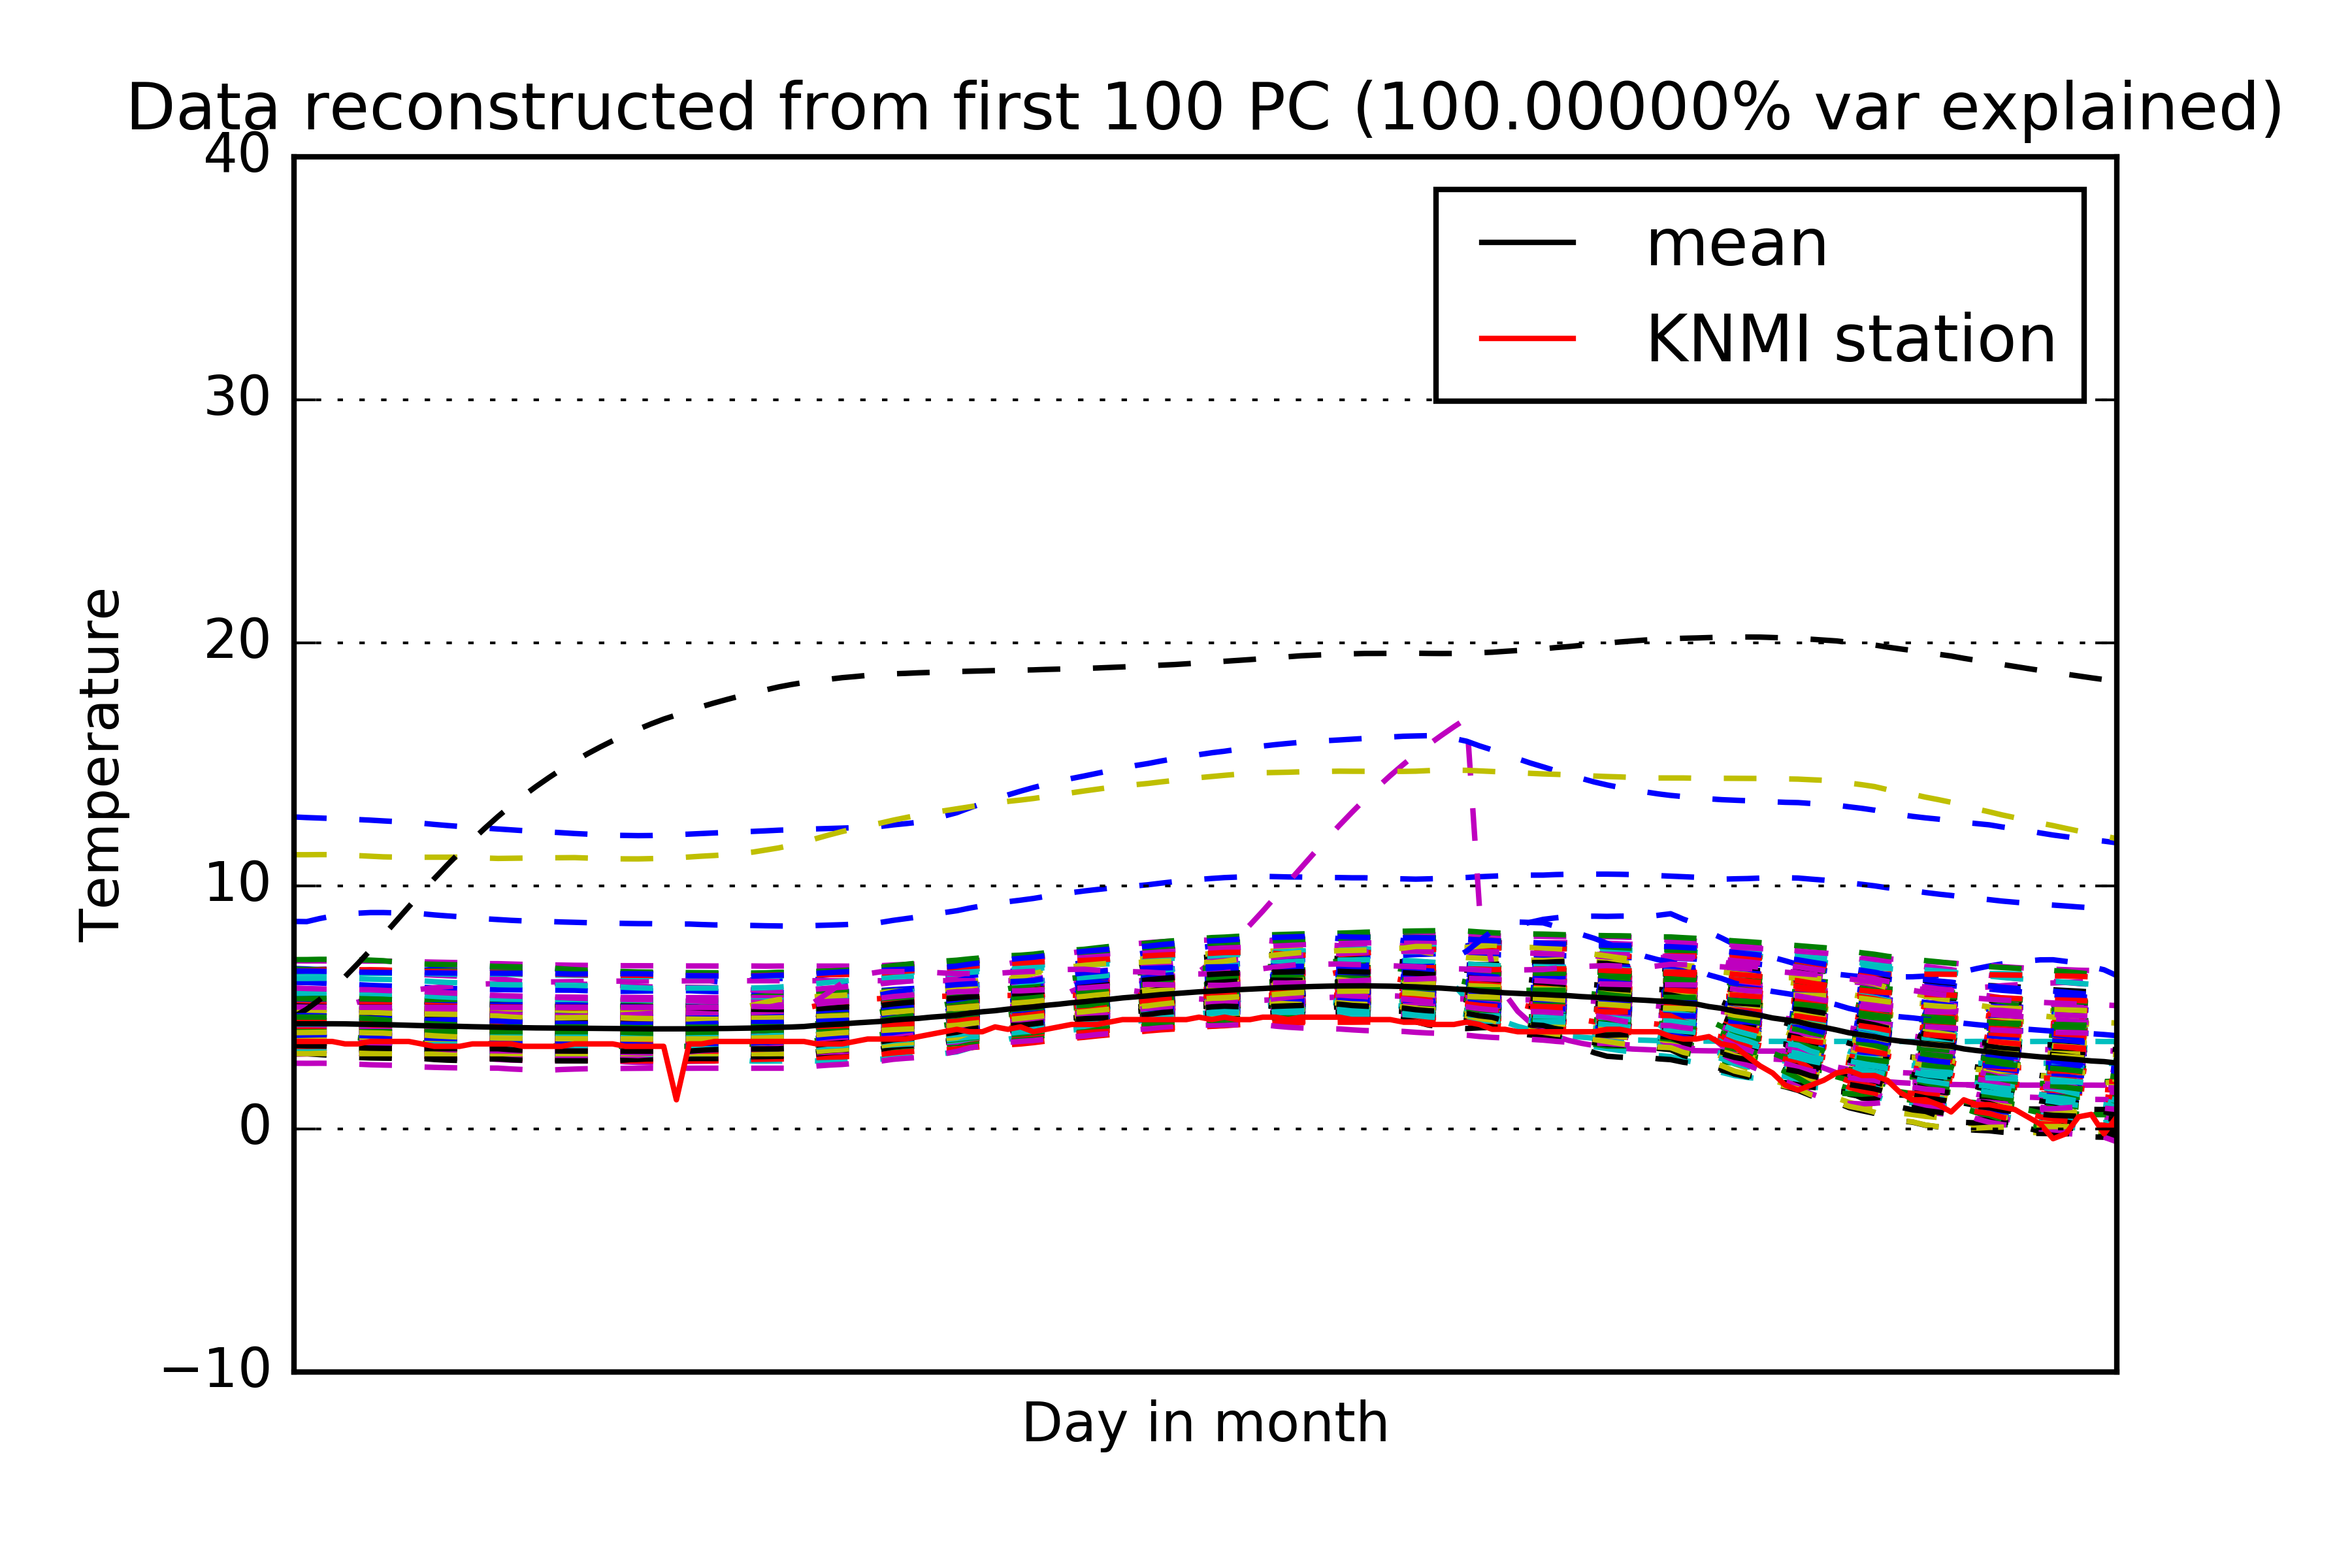 Data reconstructed from first 100 PC (100.00000% var explained)
40
30
20
10
0
−10
Temperature
Day in month
mean
KNMI station